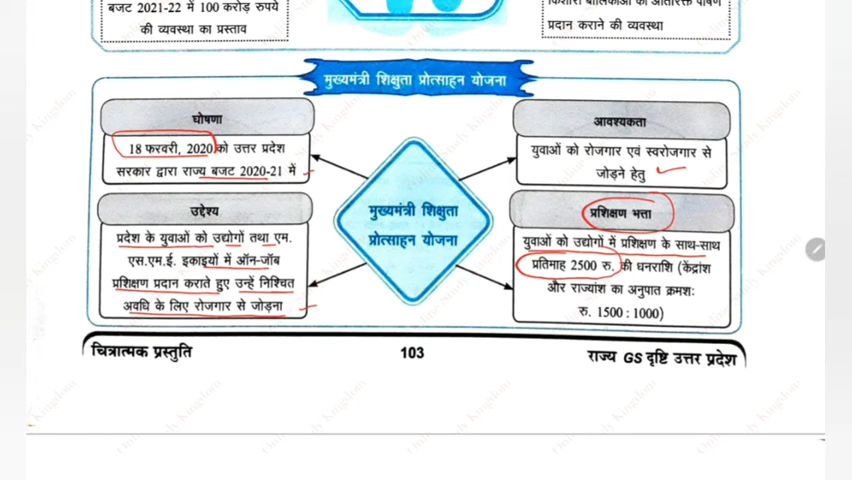 बजट 2021-22 में 100 करोड़ रुपये
की व्यवस्था का प्रस्ताव
किशोरी बालिकाओं को अतिरिक्त पोषण
प्रदान कराने की व्यवस्था
मुख्यमंत्री शिक्षुता प्रोत्साहन योजना
घोषणा
18 फरवरी, 2020 को उत्तर प्रदेश
सरकार द्वारा राज्य बजट 2020-21 में
आवश्यकता
युवाओं को रोजगार एवं स्वरोजगार से
जोड़ने हेतु
मुख्यमंत्री शिक्षुता
प्रोत्साहन योजना
उद्देश्य
प्रदेश के युवाओं को उद्योगों तथा एम.
एस.एम.ई. इकाइयों में ऑन-जॉब
प्रशिक्षण प्रदान कराते हुए उन्हें निश्चित
अवधि के लिए रोजगार से जोड़ना
प्रशिक्षण भत्ता
युवाओं को उद्योगों में प्रशिक्षण के साथ-साथ
प्रतिमाह 2500 रु. की धनराशि (केंद्रांश
और राज्यांश का अनुपात क्रमशः
रु. 1500 : 1000)
चित्रात्मक प्रस्तुति
103
राज्य GS दृष्टि उत्तर प्रदेश